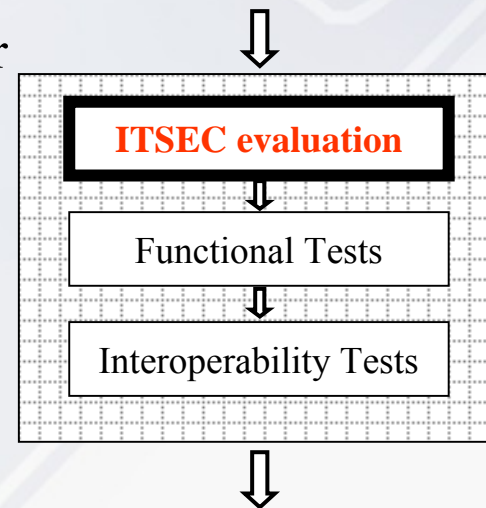 r
ITSEC evaluation
Functional Tests
Interoperability Tests